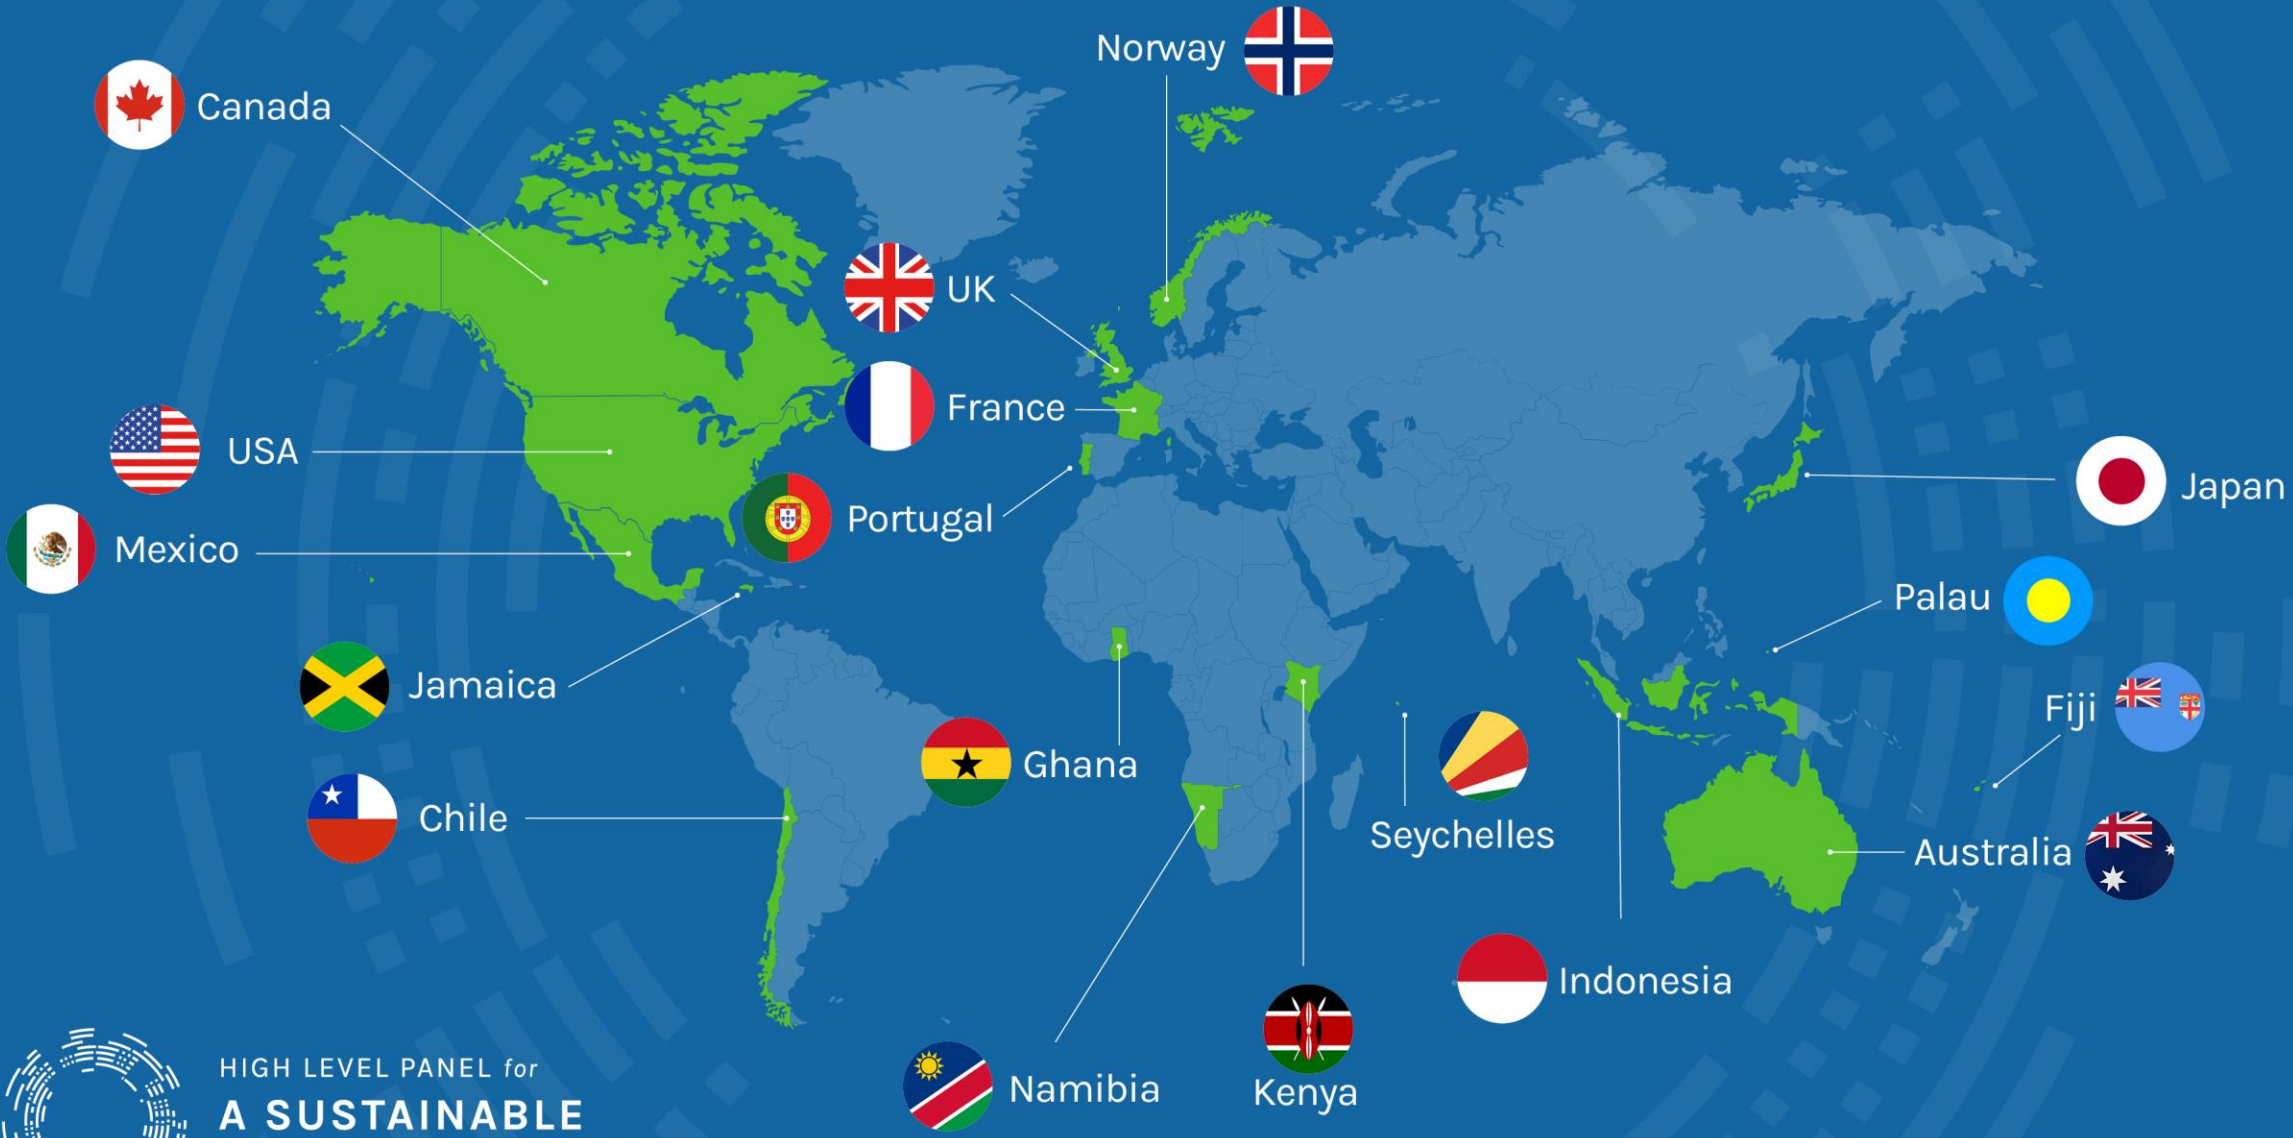 Norway
Canada
UK
France
USA
Portugal
Japan
Mexico
Palau
Jamaica
Fiji
Ghana
Chile
Seychelles
Australia
Indonesia
Namibia
Kenya
HIGH LEVEL PANEL for
A SUSTAINABLE